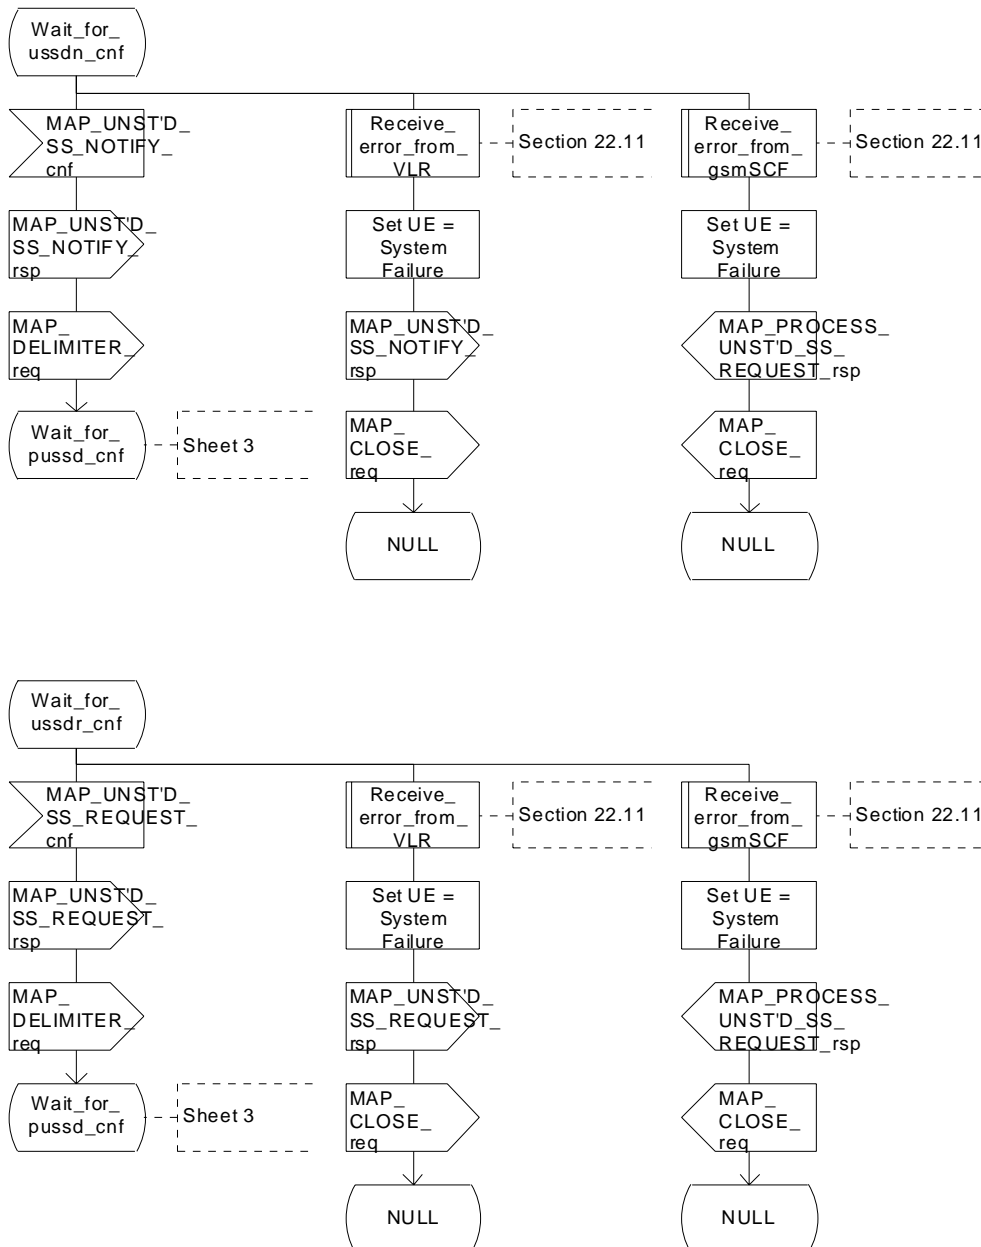 Wait_for_
ussdn_cnf
MAP_UNST'D_
SS_NOTIFY_
cnf
Receive_
error_from_
VLR
Section 22.11
Receive_
error_from_
gsmSCF
Section 22.11
MAP_UNST'D_
SS_NOTIFY_
rsp
Set UE =
System
Failure
Set UE =
System
Failure
MAP_
DELIMITER_
req
MAP_UNST'D_
SS_NOTIFY_
rsp
MAP_PROCESS_
UNST'D_SS_
REQUEST_rsp
Wait_for_
pussd_cnf
Sheet 3
MAP_
CLOSE_
req
MAP_
CLOSE_
req
NULL
NULL
Wait_for_
ussdr_cnf
MAP_UNST'D_
SS_REQUEST_
cnf
Receive_
error_from_
VLR
Section 22.11
Receive_
error_from_
gsmSCF
Section 22.11
MAP_UNST'D_
SS_REQUEST_
rsp
Set UE =
System
Failure
Set UE =
System
Failure
MAP_
DELIMITER_
req
MAP_UNST'D_
SS_REQUEST_
rsp
MAP_PROCESS_
UNST'D_SS_
REQUEST_rsp
Wait_for_
pussd_cnf
Sheet 3
MAP_
CLOSE_
req
MAP_
CLOSE_
req
NULL
NULL